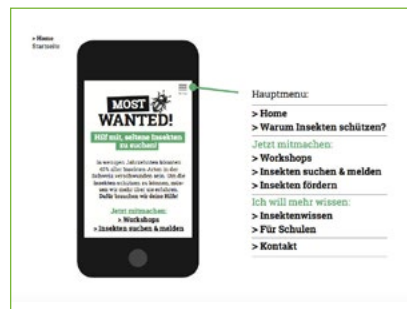 > Home
Startseite
MOST
WANTED!
Hilf mit, seltene Insekten
zu suchen!
In wenigen Jahrzehnten könnten
40% aller Insekten-Arten in der
Schweiz verschwunden sein. Um die
Insekten schützen zu können, müs-
sen wir mehr über sie erfahren.
Dafür brauchen wir deine Hilfe!
Jetzt mitmachen:
> Workshops
> Insekten suchen & melden
Hauptmenu:
> Home
> Warum Insekten schützen?
Jetzt mitmachen:
> Workshops
> Insekten suchen & melden
> Insekten fördern
Ich will mehr wissen:
> Insektenwissen
> Für Schulen
> Kontakt